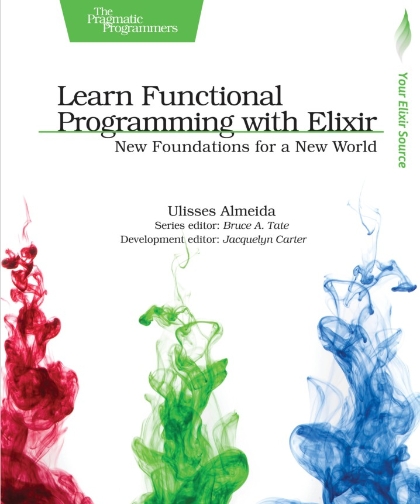 The
Pragmatic
Programmers
Your Elixir Source
Learn Functional
Programming with Elixir
New Foundations for a New World
Ulisses Almeida
Series editor: Bruce A. Tate
Development editor: Jacquelyn Carter